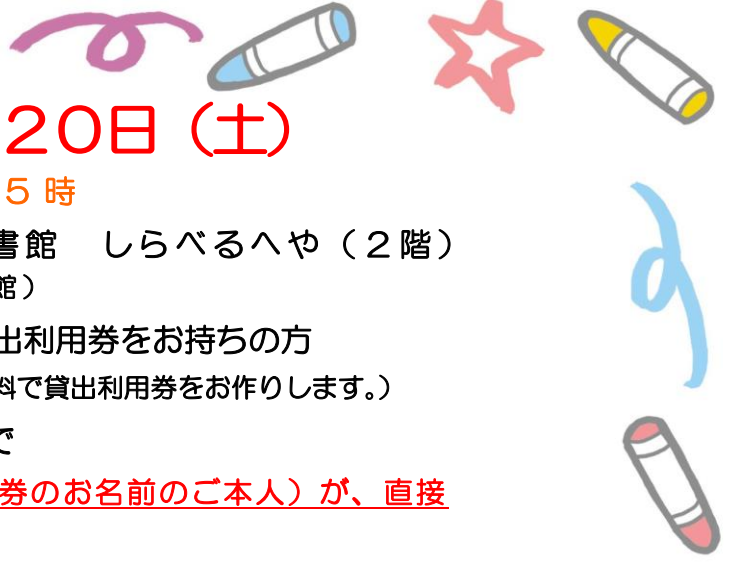 ２０日（土）
５時
書館　しらべるへや（２階）
館）
出利用券をお持ちの方
料で貸出利用券をお作りします。）
で
券のお名前のご本人）が、直接